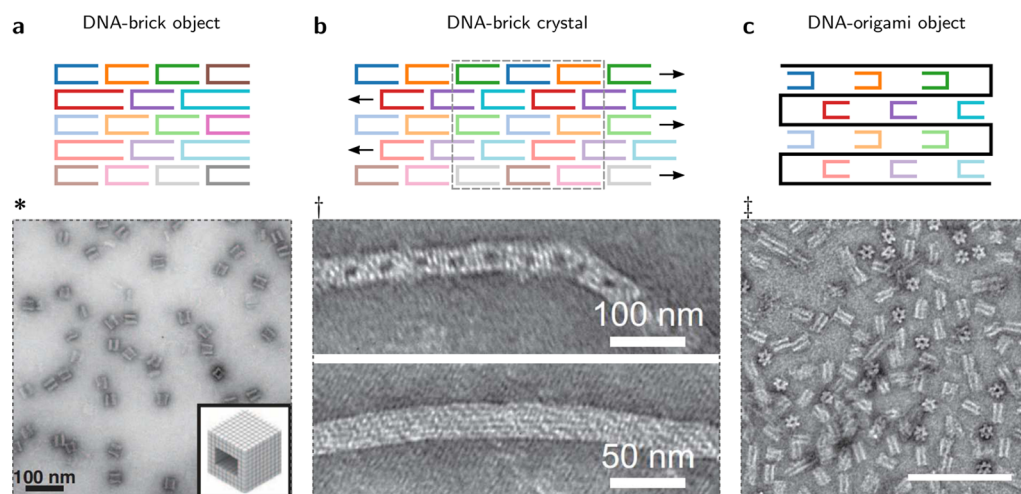 a DNA-brick object
b DNA-brick crystal
c DNA-origami object
*
†
‡
100 nm
100 nm
50 nm